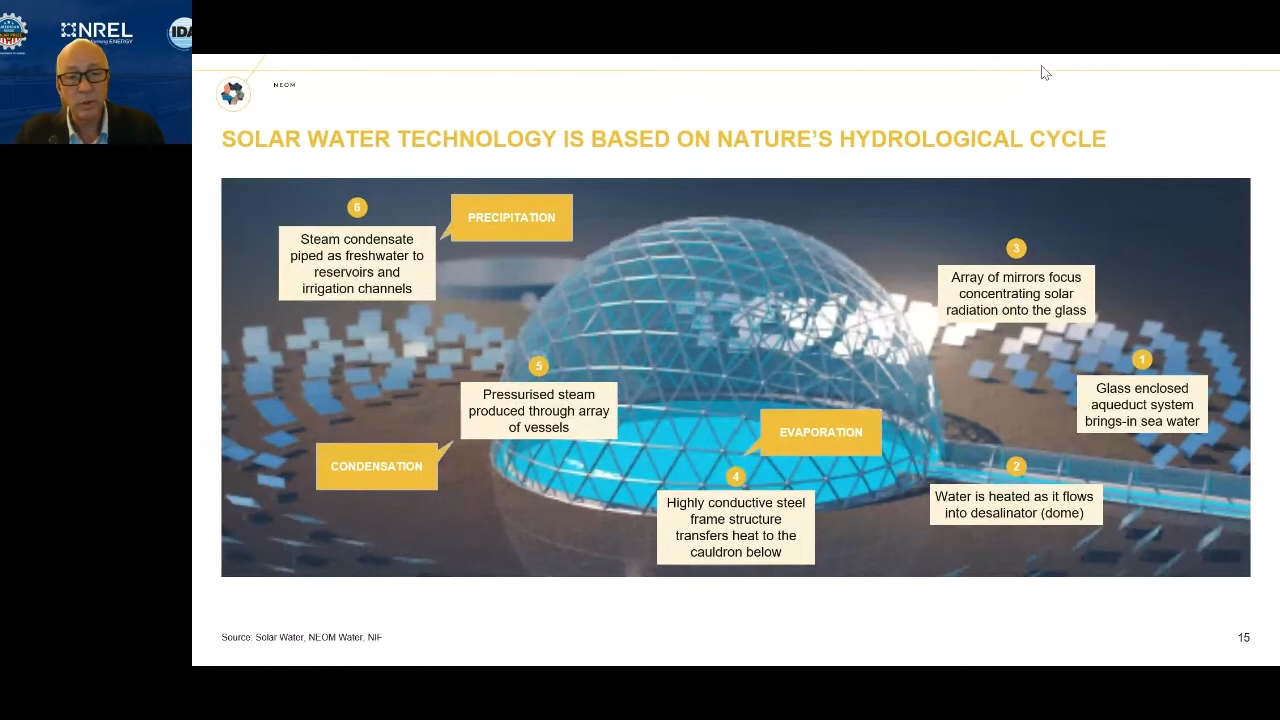 NREL
IDA
NEOM
SOLAR WATER TECHNOLOGY IS BASED ON NATURE'S HYDROLOGICAL CYCLE
6
PRECIPITATION
Steam condensate
piped as freshwater to
reservoirs and
irrigation channels
3
Array of mirrors focus
concentrating solar
radiation onto the glass
5
Pressurised steam
produced through array
of vessels
1
Glass enclosed
aqueduct system
brings-in sea water
EVAPORATION
CONDENSATION
4
Highly conductive steel
frame structure
transfers heat to the
cauldron below
2
Water is heated as it flows
into desalinator (dome)
Source: Solar Water, NEOM Water, NIF
15